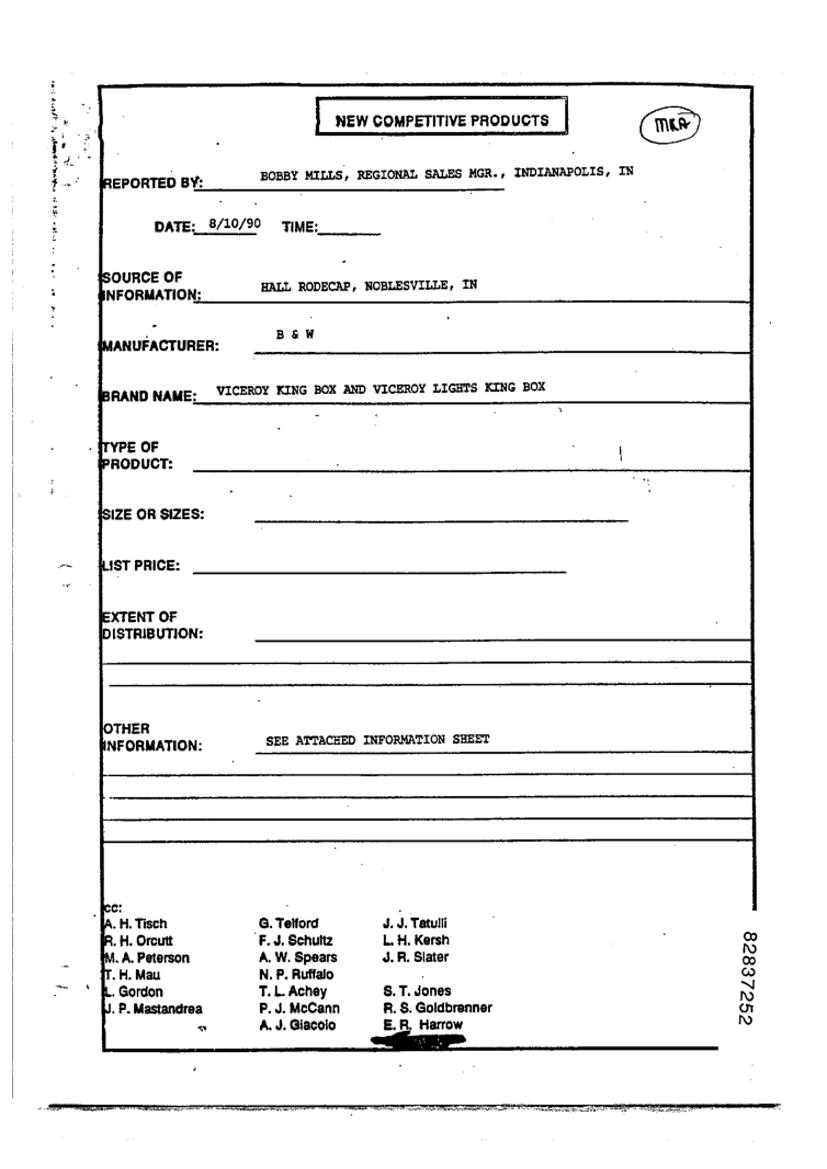 NEW COMPETITIVE PRODUCTS
MKA
REPORTED BY: BOBBY MILLS, REGIONAL SALES MGR., INDIANAPOLIS, IN
DATE: 8/10/90 TIME:
SOURCE OF
INFORMATION: HALL RODECAP, NOBLESVILLE, IN
MANUFACTURER: B & W
BRAND NAME: VICEROY KING BOX AND VICEROY LIGHTS KING BOX
TYPE OF
PRODUCT:
SIZE OR SIZES:
LIST PRICE:
EXTENT OF
DISTRIBUTION:
OTHER
INFORMATION: SEE ATTACHED INFORMATION SHEET
cc:
A. H. Tisch G. Telford J. J. Tatulli
R. H. Orcutt F. J. Schultz L. H. Kersh
M. A. Peterson A. W. Spears J. R. Slater
T. H. Mau N. P. Ruffalo
L. Gordon T. L. Achey S. T. Jones
J. P. Mastandrea P. J. McCann R. S. Goldbrenner
A. J. Giacolo E. R. Harrow
82837252